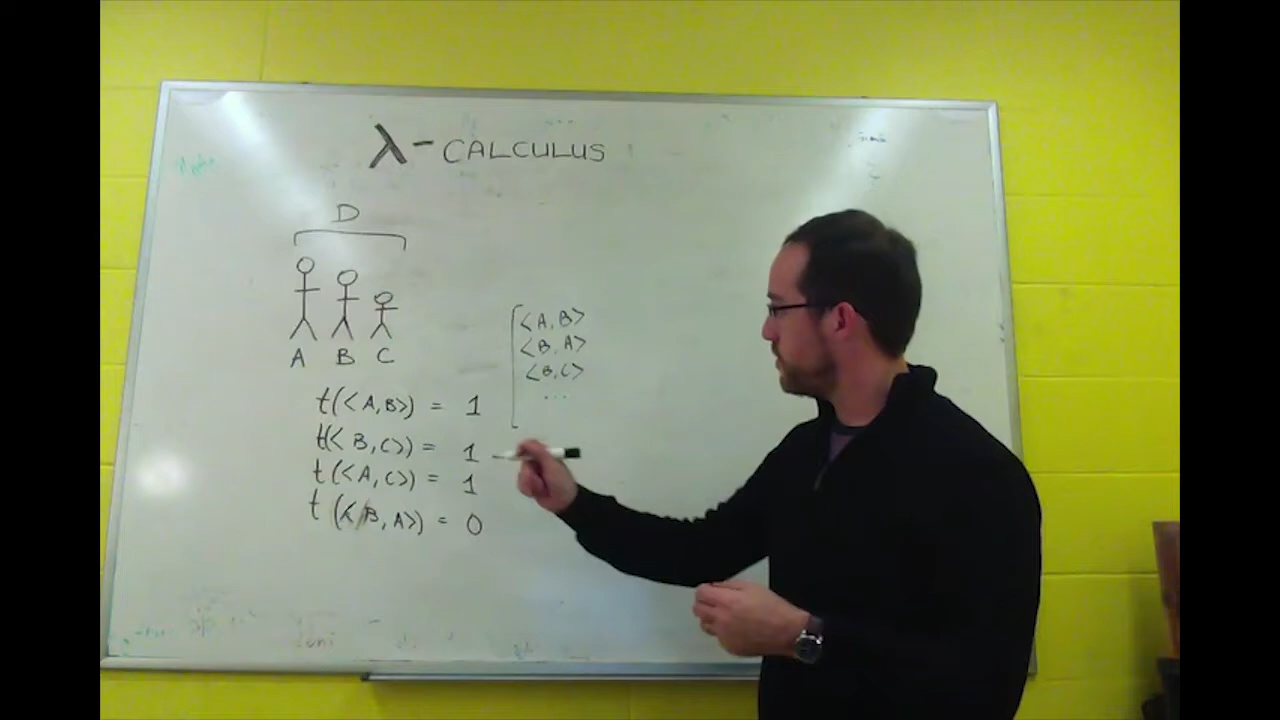 λ-CALCULUS
D
A B C
<A, B>
<B, A>
<B, C>
...
t(<A, B>) = 1
t(<B, C>) = 1
t(<A, C>) = 1
t(<B, A>) = 0